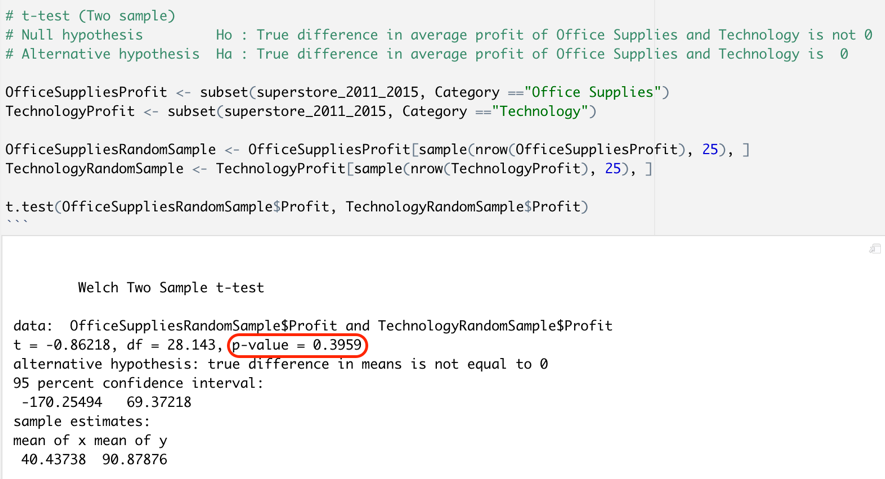 # t-test (Two sample)
# Null hypothesis         Ho : True difference in average profit of Office Supplies and Technology is not 0
# Alternative hypothesis  Ha : True difference in average profit of Office Supplies and Technology is  0
OfficeSuppliesProfit <- subset(superstore_2011_2015, Category =="Office Supplies")
TechnologyProfit <- subset(superstore_2011_2015, Category =="Technology")
OfficeSuppliesRandomSample <- OfficeSuppliesProfit[sample(nrow(OfficeSuppliesProfit), 25), ]
TechnologyRandomSample <- TechnologyProfit[sample(nrow(TechnologyProfit), 25), ]
t.test(OfficeSuppliesRandomSample$Profit, TechnologyRandomSample$Profit)
```
Welch Two Sample t-test
data:  OfficeSuppliesRandomSample$Profit and TechnologyRandomSample$Profit
t = -0.86218, df = 28.143, p-value = 0.3959
alternative hypothesis: true difference in means is not equal to 0
95 percent confidence interval:
 -170.25494   69.37218
sample estimates:
mean of x mean of y
 40.43738  90.87876